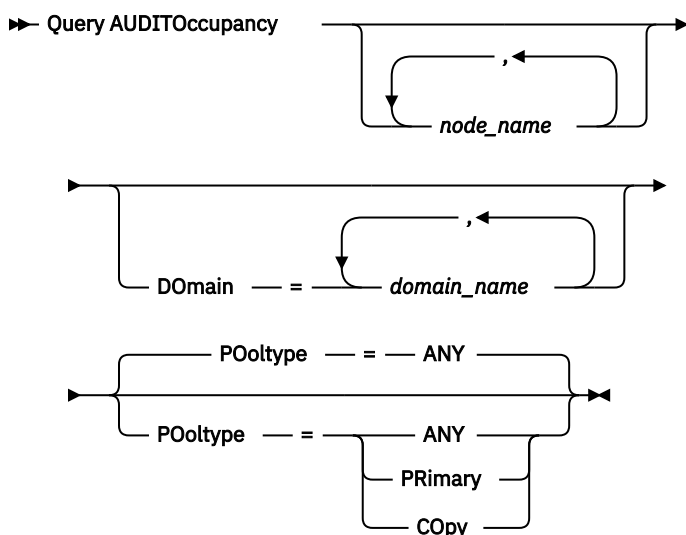 Query AUDITOccupancy
,
node_name
,
DOmain = domain_name
POoltype = ANY
POoltype = ANY
PRimary
COpy